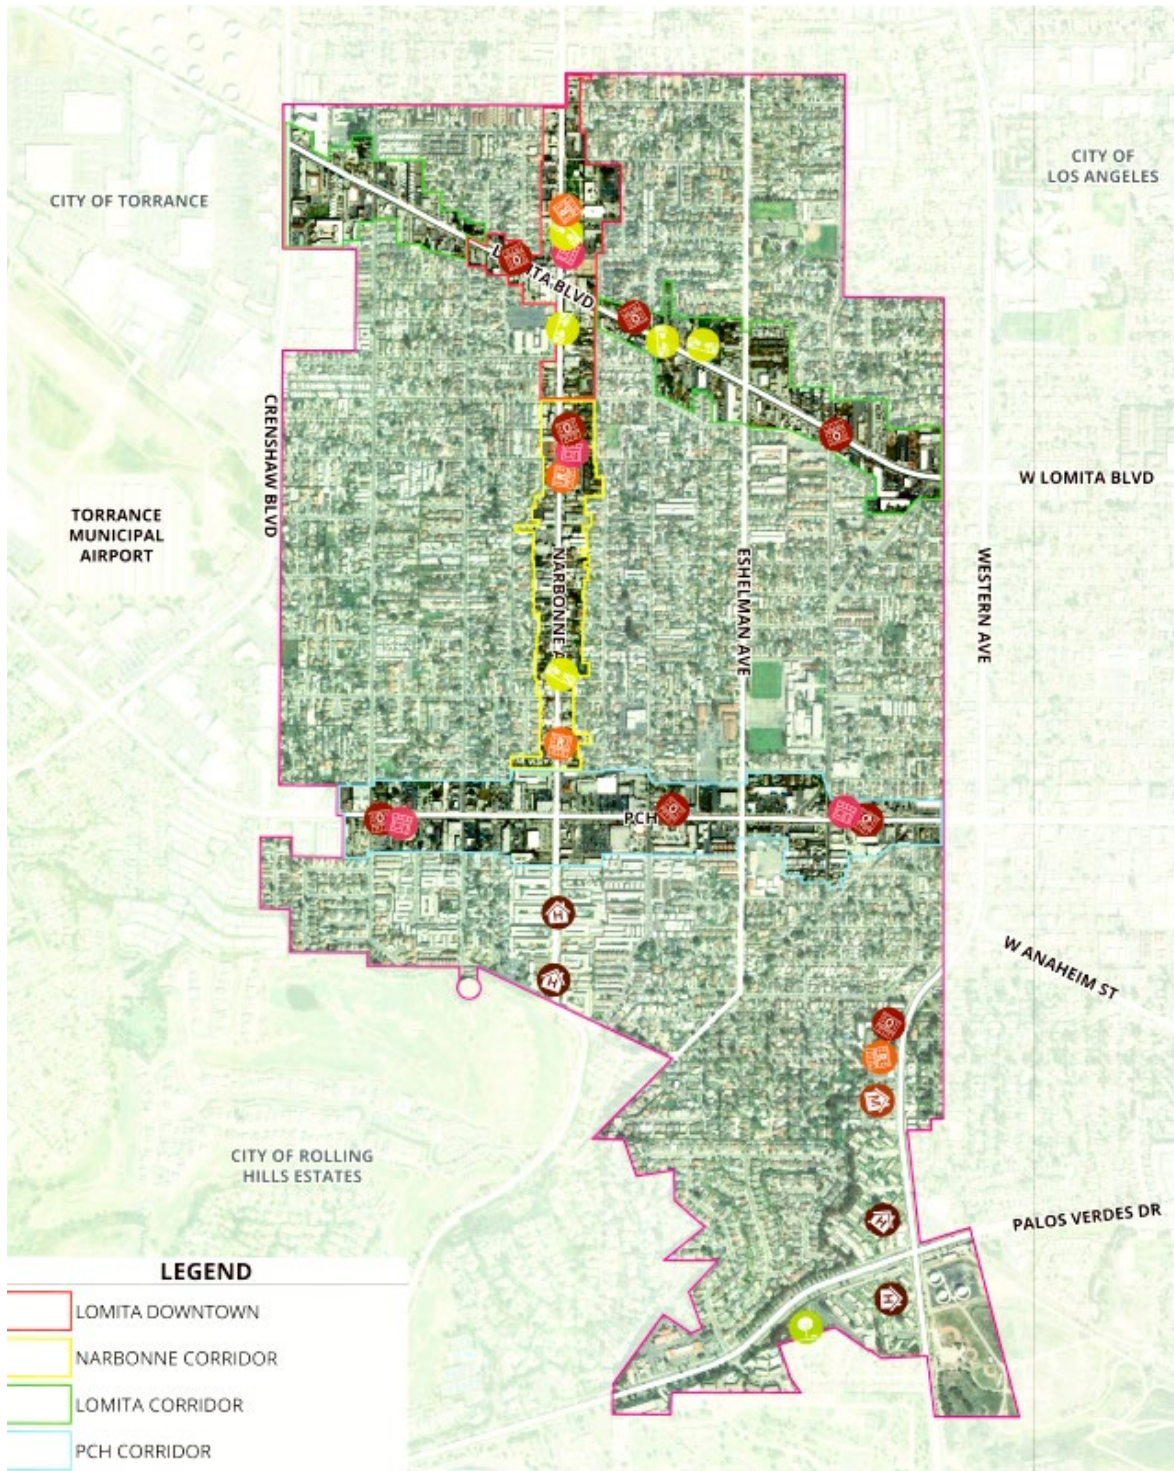 CITY OF
LOS ANGELES
CITY OF TORRANCE
LOMITA BLVD
CRENSHAW BLVD
W LOMITA BLVD
TORRANCE
MUNICIPAL
AIRPORT
NARBONNE A
ESHELMAN AVE
WESTERN AVE
PCH
H
H
W ANAHEIM ST
O
R
M
CITY OF ROLLING
HILLS ESTATES
H
PALOS VERDES DR
H
LEGEND
LOMITA DOWNTOWN
NARBONNE CORRIDOR
LOMITA CORRIDOR
PCH CORRIDOR